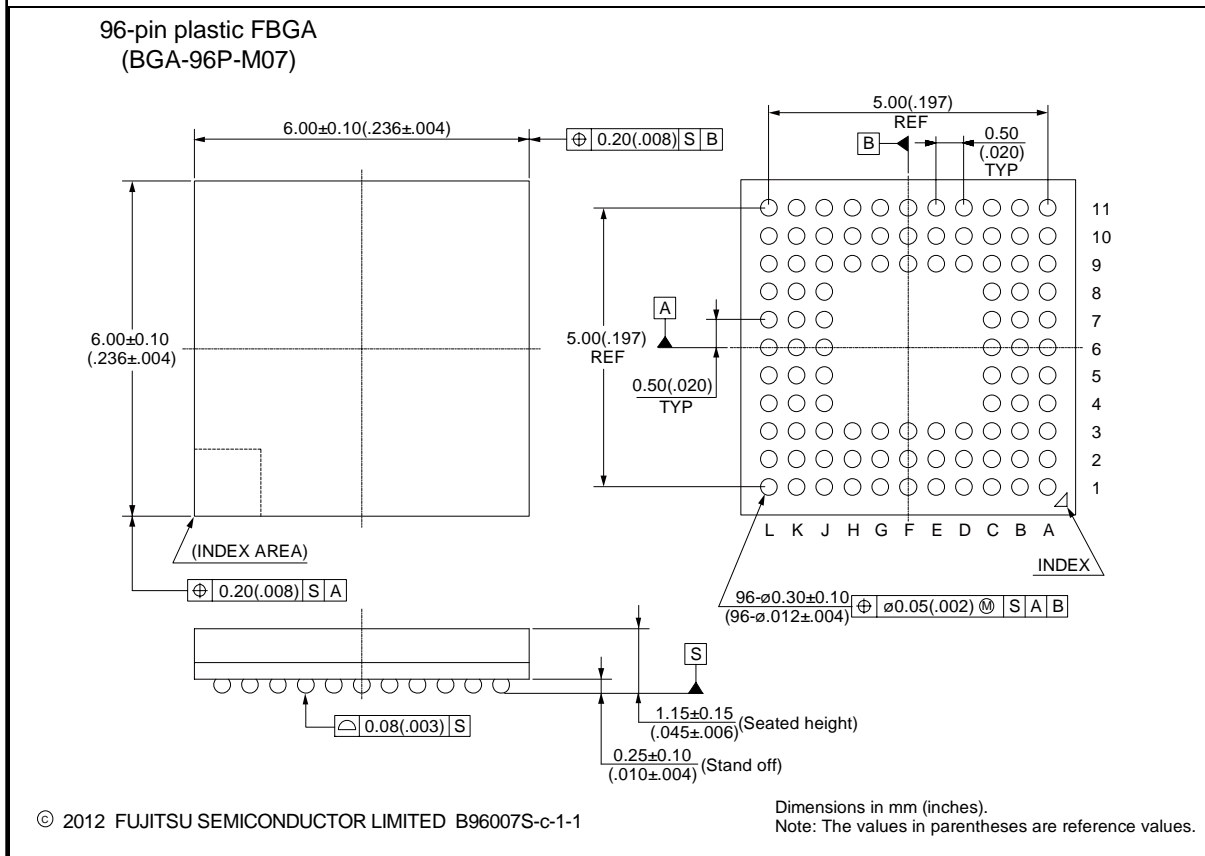 96-pin plastic FBGA
(BGA-96P-M07)
6.00±0.10(.236±.004)
⌖ 0.20(.008) S B
6.00±0.10
(.236±.004)
(INDEX AREA)
⌖ 0.20(.008) S A
5.00(.197)
REF
B
0.50
(.020)
TYP
5.00(.197)
REF
A
0.50(.020)
TYP
11
10
9
8
7
6
5
4
3
2
1
L K J H G F E D C B A
INDEX
96-ø0.30±0.10
(96-ø.012±.004)
⌖ ø0.05(.002) Ⓜ S A B
S
⌓ 0.08(.003) S
1.15±0.15
(.045±.006)
(Seated height)
0.25±0.10
(.010±.004)
(Stand off)
© 2012 FUJITSU SEMICONDUCTOR LIMITED B96007S-c-1-1
Dimensions in mm (inches).
Note: The values in parentheses are reference values.